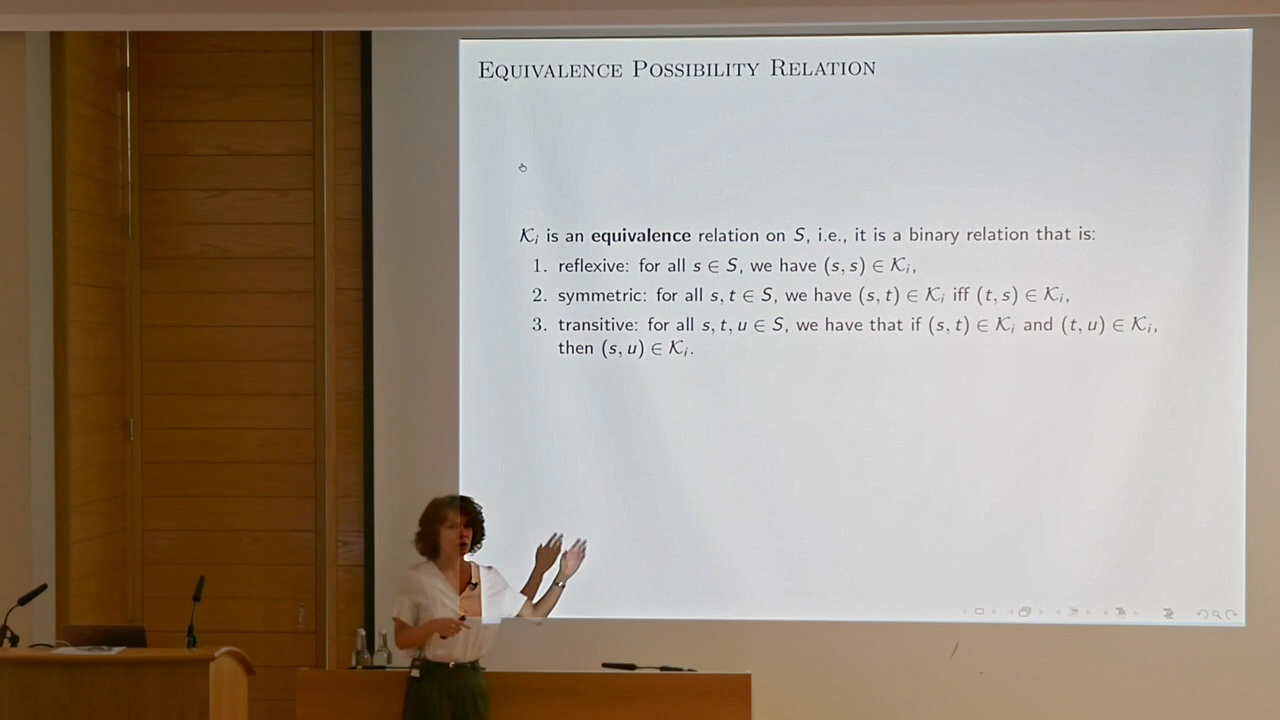 EQUIVALENCE POSSIBILITY RELATION
𝒦ᵢ is an equivalence relation on S, i.e., it is a binary relation that is:
1. reflexive: for all s ∈ S, we have (s, s) ∈ 𝒦ᵢ,
2. symmetric: for all s, t ∈ S, we have (s, t) ∈ 𝒦ᵢ iff (t, s) ∈ 𝒦ᵢ,
3. transitive: for all s, t, u ∈ S, we have that if (s, t) ∈ 𝒦ᵢ and (t, u) ∈ 𝒦ᵢ,
then (s, u) ∈ 𝒦ᵢ.